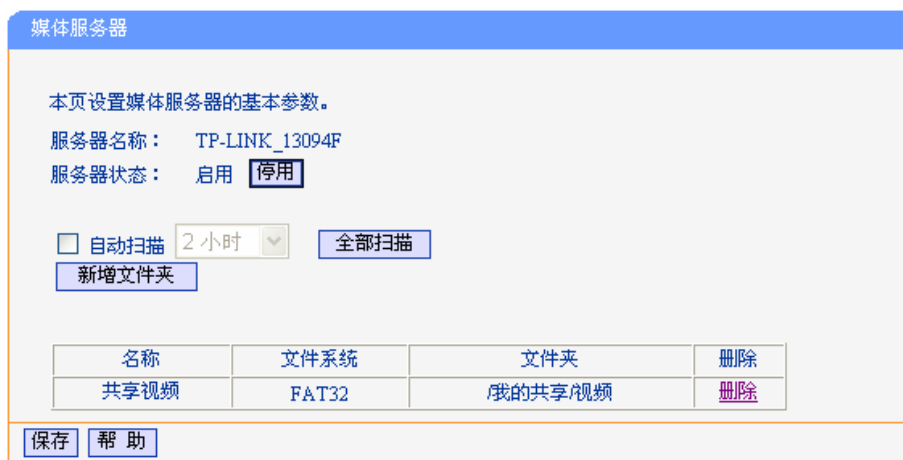 媒体服务器
本页设置媒体服务器的基本参数。
服务器名称： TP-LINK_13094F
服务器状态： 启用 停用
自动扫描 2 小时 全部扫描
新增文件夹
名称 文件系统 文件夹 删除
共享视频 FAT32 /我的共享/视频 删除
保存 帮 助